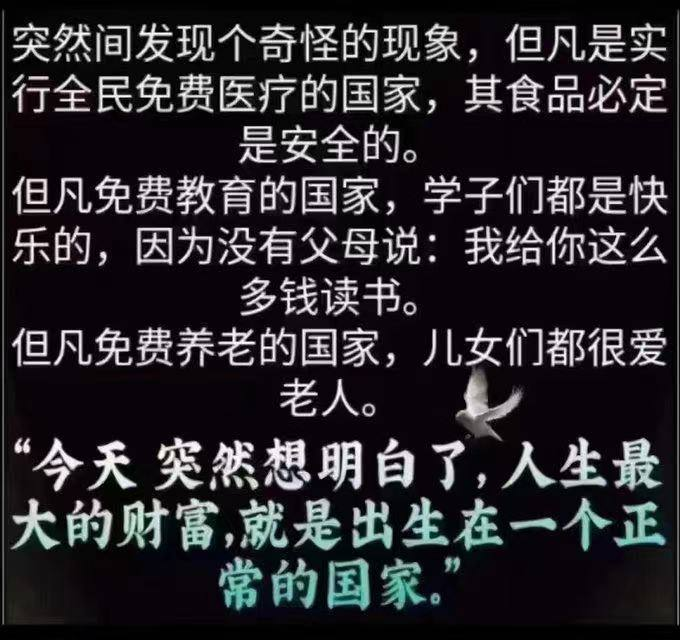 突然间发现个奇怪的现象，但凡是实
行全民免费医疗的国家，其食品必定
是安全的。
但凡免费教育的国家，学子们都是快
乐的，因为没有父母说：我给你这么
多钱读书。
但凡免费养老的国家，儿女们都很爱
老人。
“今天 突然想明白了,人生最
大的财富,就是出生在一个正
常的国家.”